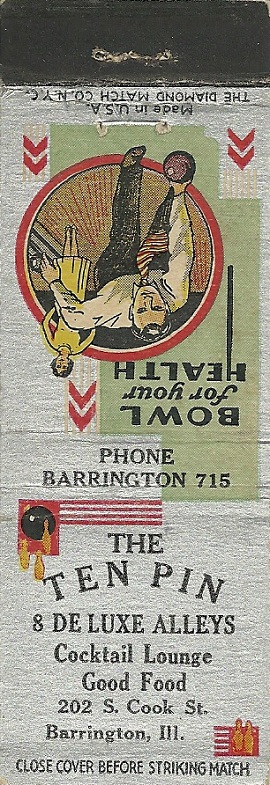 Made in U.S.A.
THE DIAMOND MATCH CO. N.Y.C.
BOWL
for your
HEALTH
PHONE
BARRINGTON 715
THE
TEN PIN
8 DE LUXE ALLEYS
Cocktail Lounge
Good Food
202 S. Cook St.
Barrington, Ill.
CLOSE COVER BEFORE STRIKING MATCH